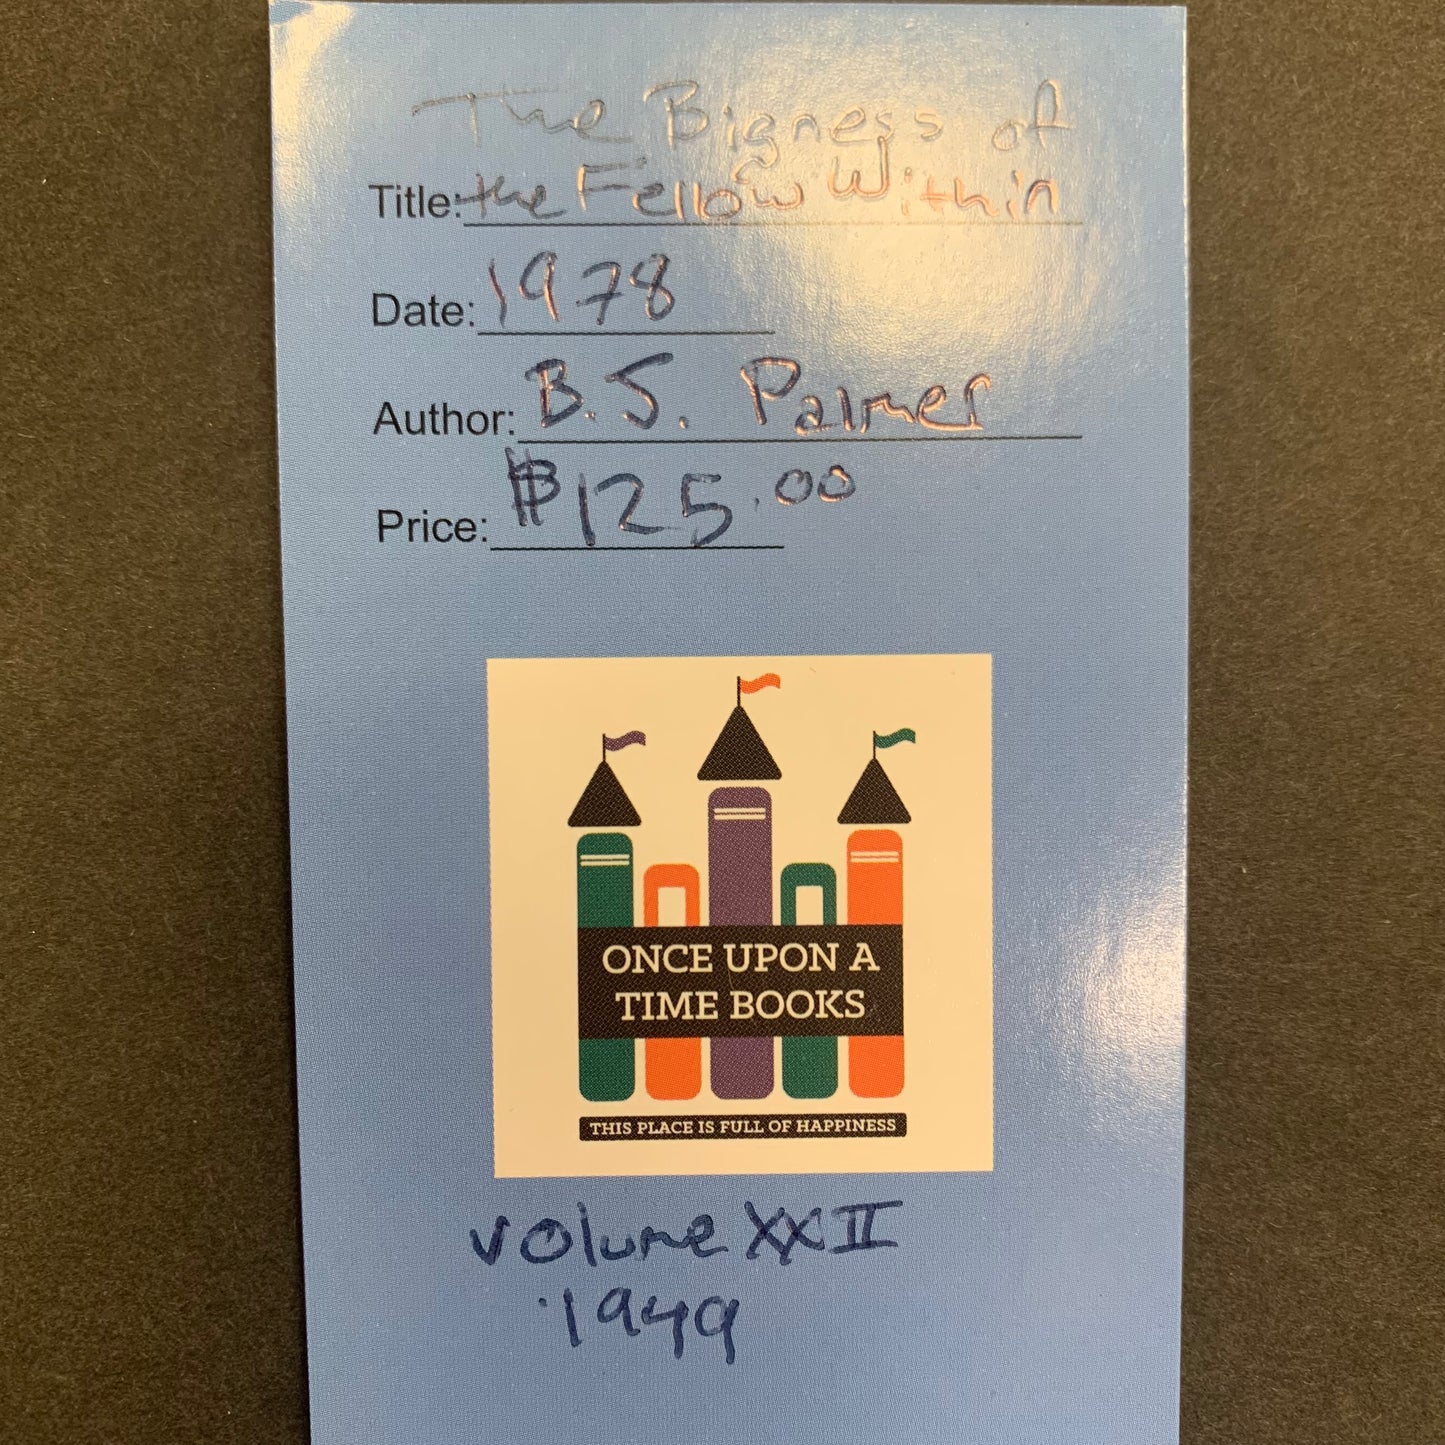 The Bigness of
Title: the Fellow Within
Date: 1978
Author: B.J. Palmer
Price: $125.00
ONCE UPON A
TIME BOOKS
THIS PLACE IS FULL OF HAPPINESS
Volume XXII
1949